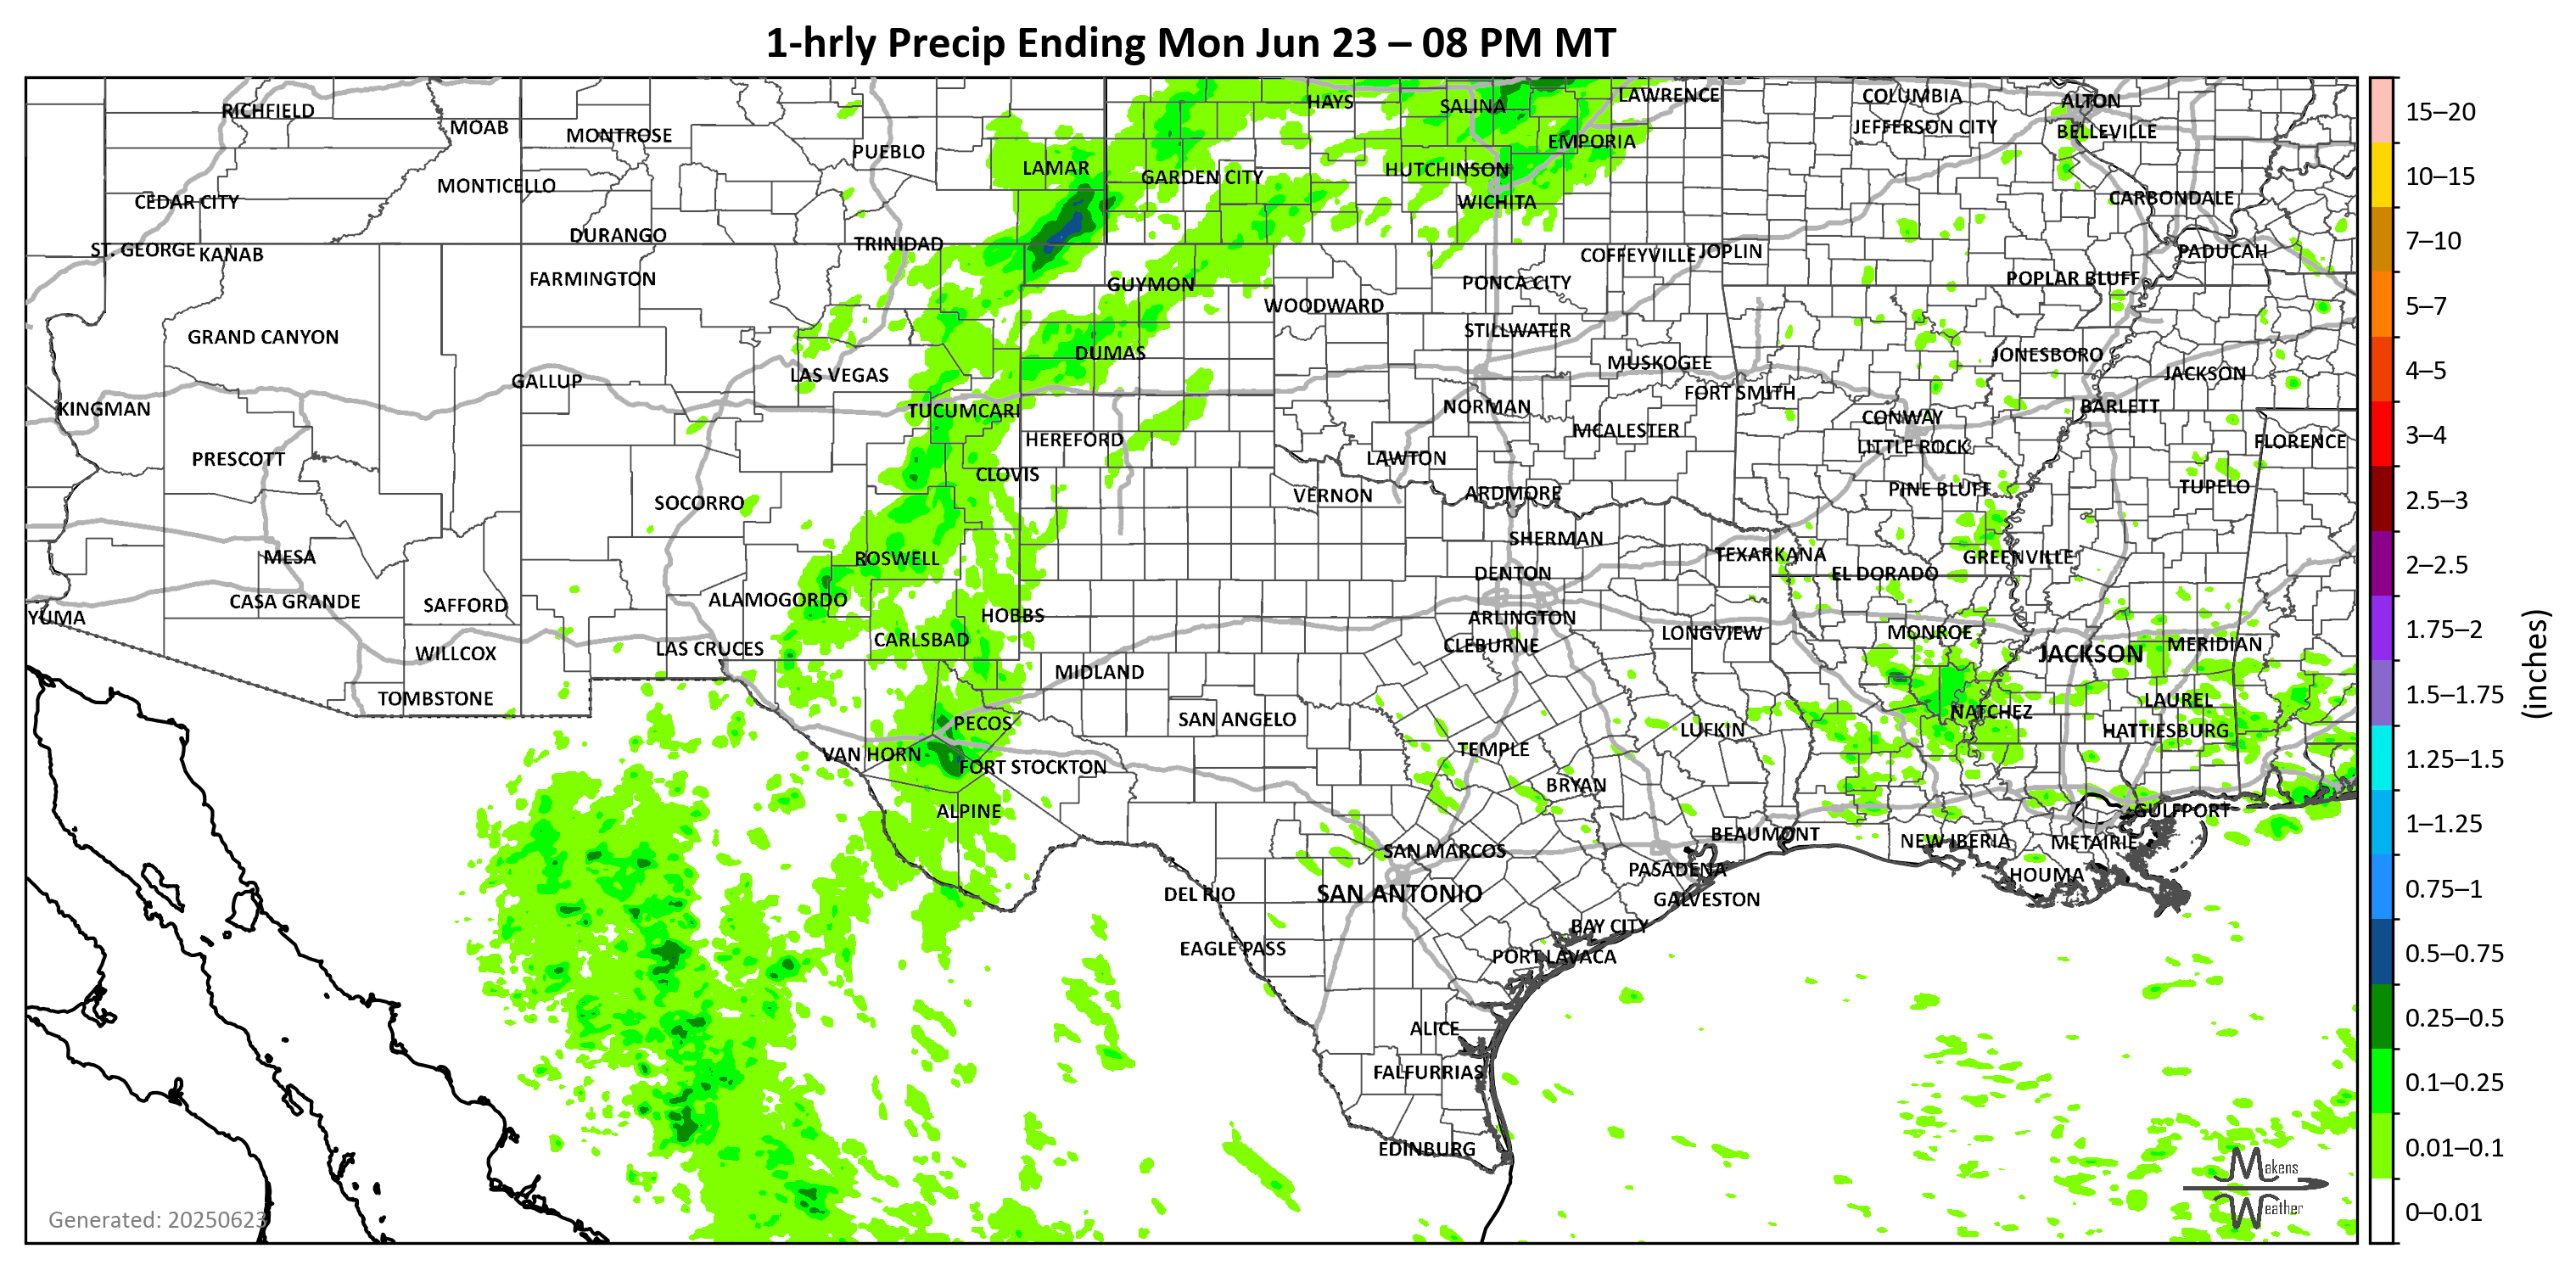 1-hrly Precip Ending Mon Jun 23 – 08 PM MT
RICHFIELD
MOAB
MONTROSE
PUEBLO
LAMAR
HAYS
SALINA
LAWRENCE
COLUMBIA
ALTON
JEFFERSON CITY
BELLEVILLE
EMPORIA
HUTCHINSON
GARDEN CITY
MONTICELLO
CEDAR CITY
WICHITA
CARBONDALE
DURANGO
TRINIDAD
ST. GEORGE
KANAB
FARMINGTON
GUYMON
COFFEYVILLE
JOPLIN
PADUCAH
PONCA CITY
POPLAR BLUFF
WOODWARD
GRAND CANYON
STILLWATER
DUMAS
JONESBORO
MUSKOGEE
GALLUP
LAS VEGAS
JACKSON
FORT SMITH
KINGMAN
TUCUMCARI
NORMAN
BARLETT
CONWAY
MCALESTER
HEREFORD
LITTLE ROCK
FLORENCE
PRESCOTT
LAWTON
CLOVIS
PINE BLUFF
TUPELO
SOCORRO
VERNON
ARDMORE
MESA
ROSWELL
SHERMAN
TEXARKANA
GREENVILLE
DENTON
EL DORADO
CASA GRANDE
SAFFORD
ALAMOGORDO
HOBBS
ARLINGTON
YUMA
CARLSBAD
CLEBURNE
LONGVIEW
MONROE
WILLCOX
LAS CRUCES
JACKSON
MERIDIAN
MIDLAND
TOMBSTONE
LAUREL
PECOS
SAN ANGELO
NATCHEZ
LUFKIN
HATTIESBURG
VAN HORN
TEMPLE
FORT STOCKTON
BRYAN
ALPINE
GULFPORT
BEAUMONT
NEW IBERIA
METAIRIE
SAN MARCOS
PASADENA
HOUMA
DEL RIO
SAN ANTONIO
GALVESTON
BAY CITY
EAGLE PASS
PORT LAVACA
ALICE
FALFURRIAS
EDINBURG
Generated: 20250623
Makens
Weather
15–20
10–15
7–10
5–7
4–5
3–4
2.5–3
2–2.5
1.75–2
1.5–1.75
1.25–1.5
1–1.25
0.75–1
0.5–0.75
0.25–0.5
0.1–0.25
0.01–0.1
0–0.01
(inches)